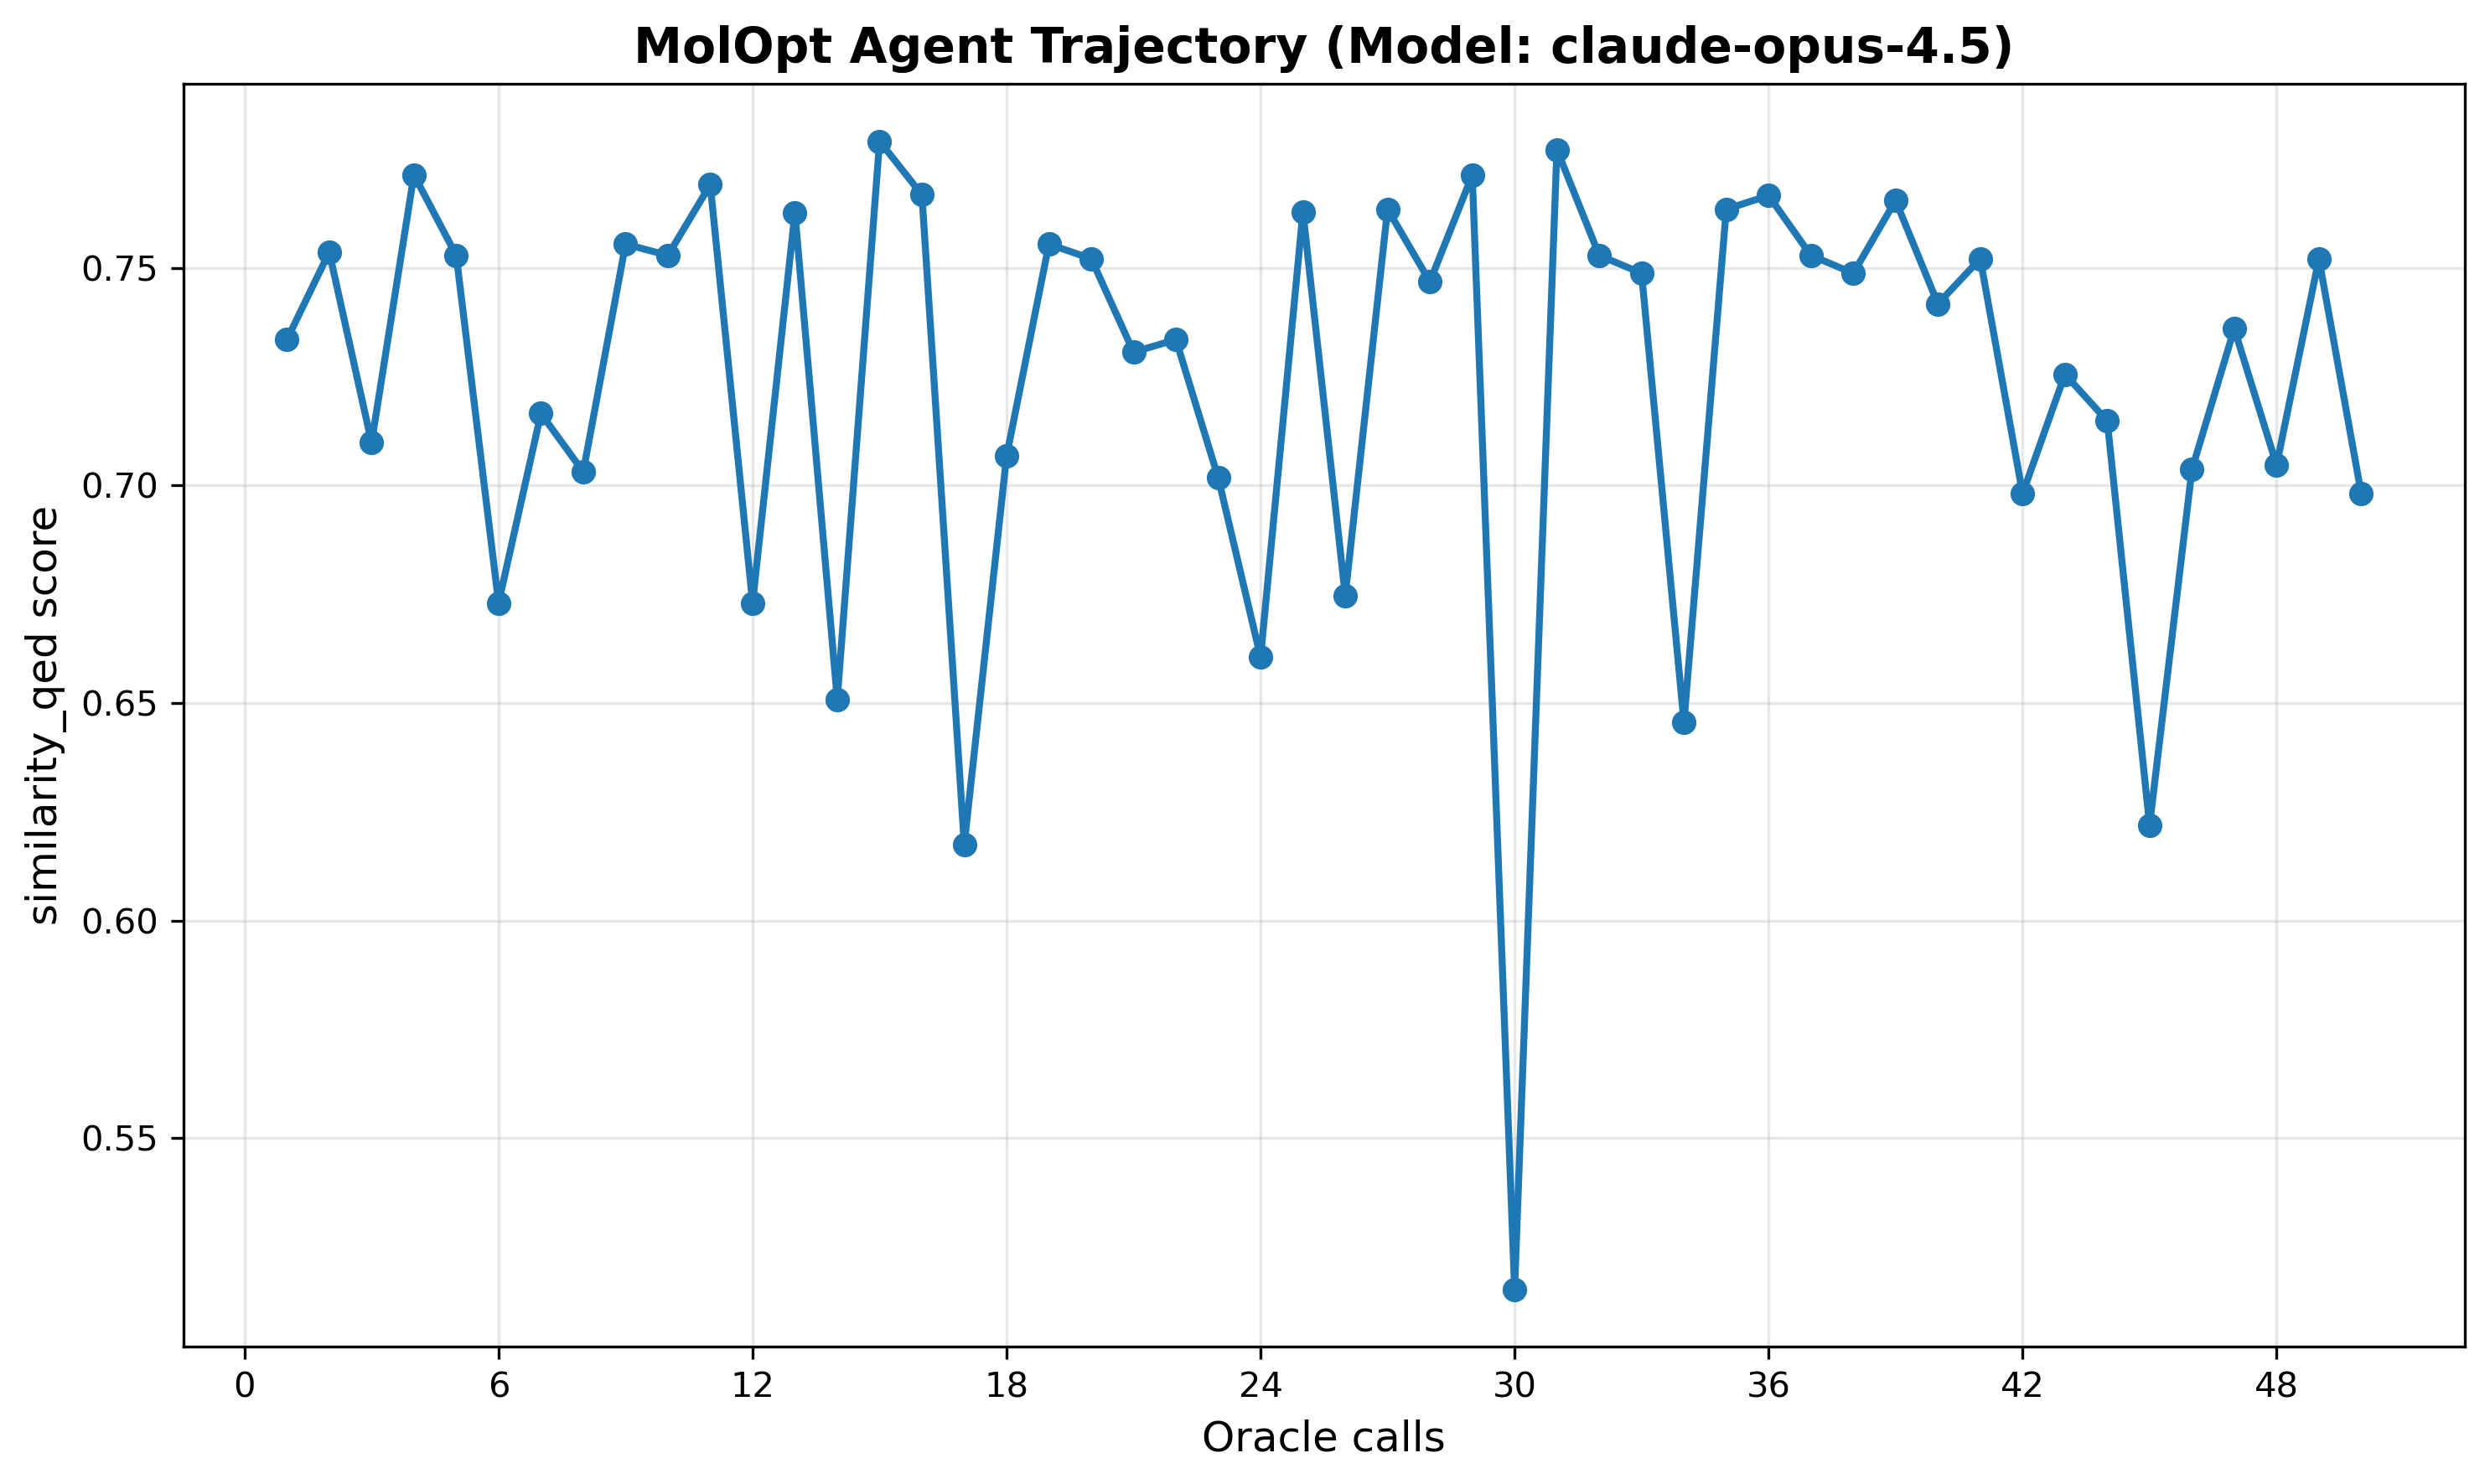 MolOpt Agent Trajectory (Model: claude-opus-4.5)
similarity_qed score
0.75
0.70
0.65
0.60
0.55
0 6 12 18 24 30 36 42 48
Oracle calls